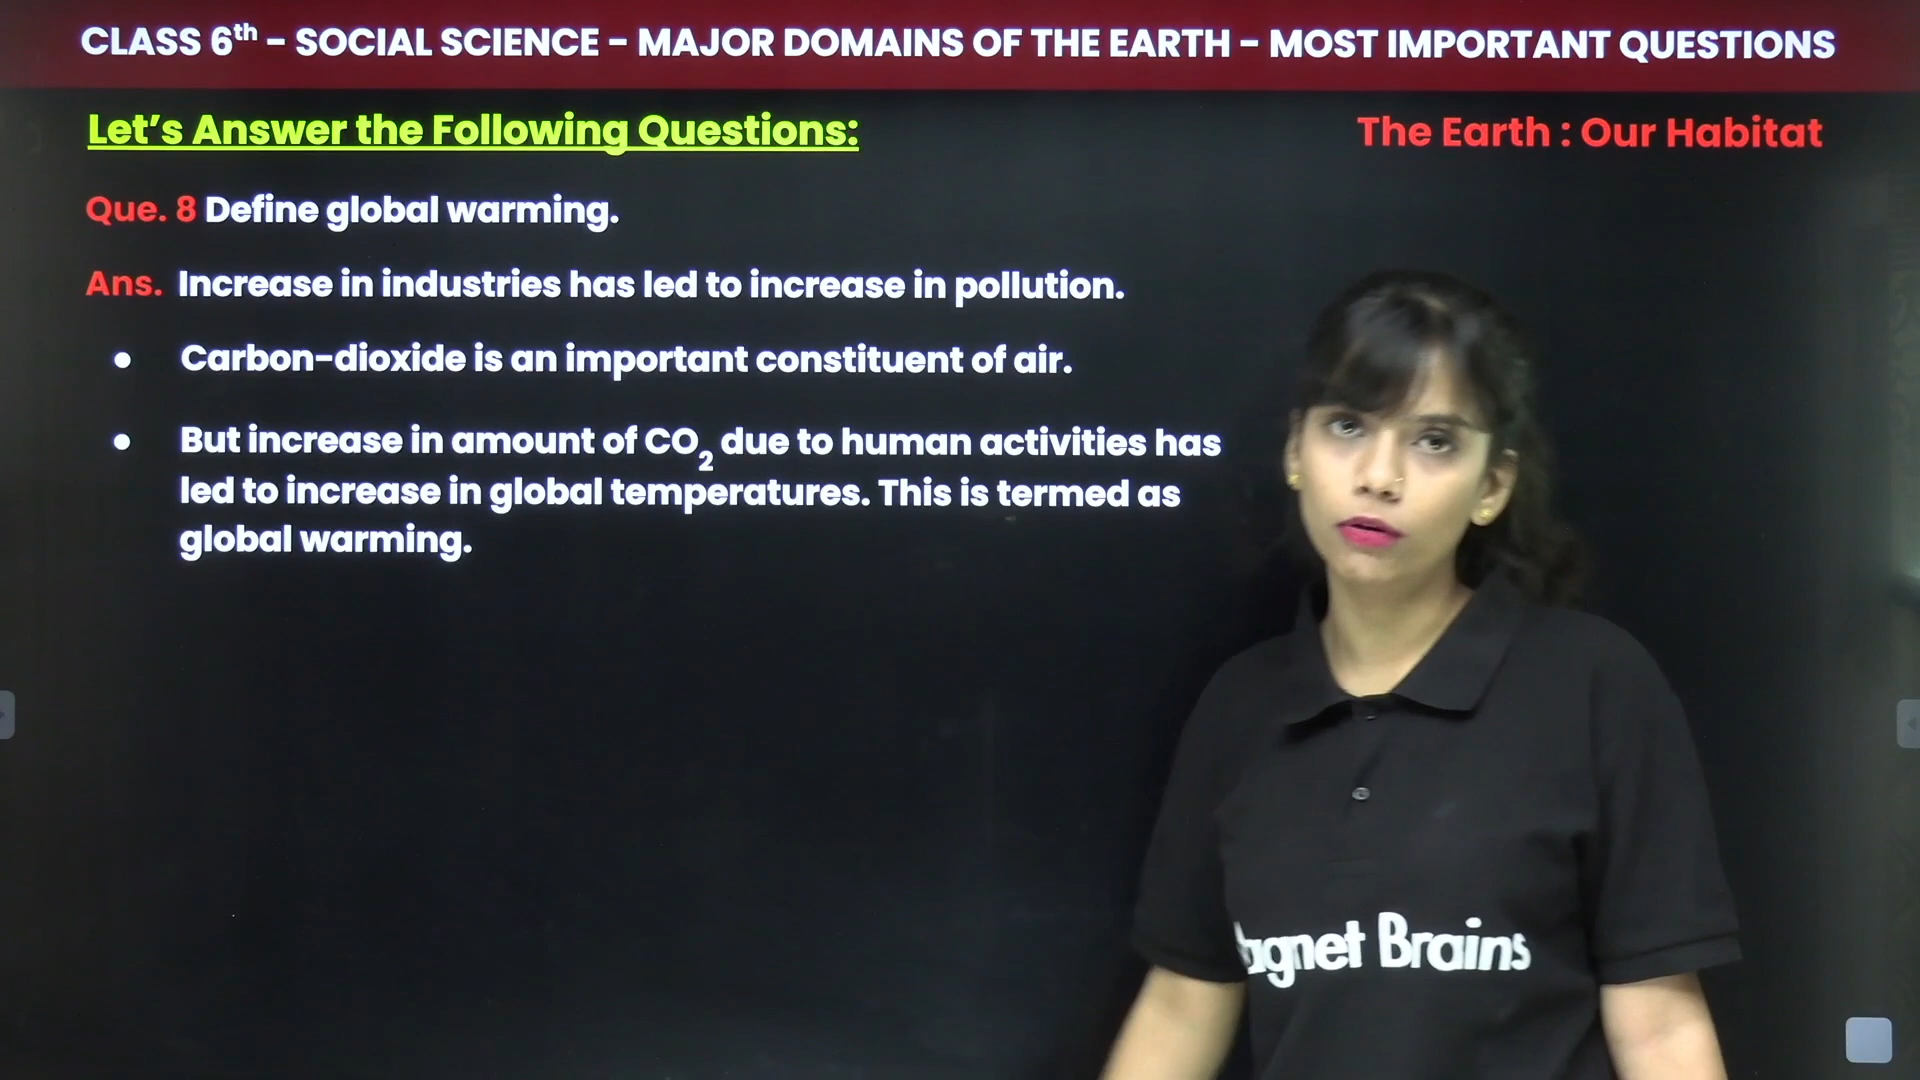 CLASS 6th - SOCIAL SCIENCE - MAJOR DOMAINS OF THE EARTH - MOST IMPORTANT QUESTIONS
Let's Answer the Following Questions:
The Earth : Our Habitat
Que. 8 Define global warming.
Ans. Increase in industries has led to increase in pollution.
● Carbon-dioxide is an important constituent of air.
● But increase in amount of CO2 due to human activities has
led to increase in global temperatures. This is termed as
global warming.
agnet Brains